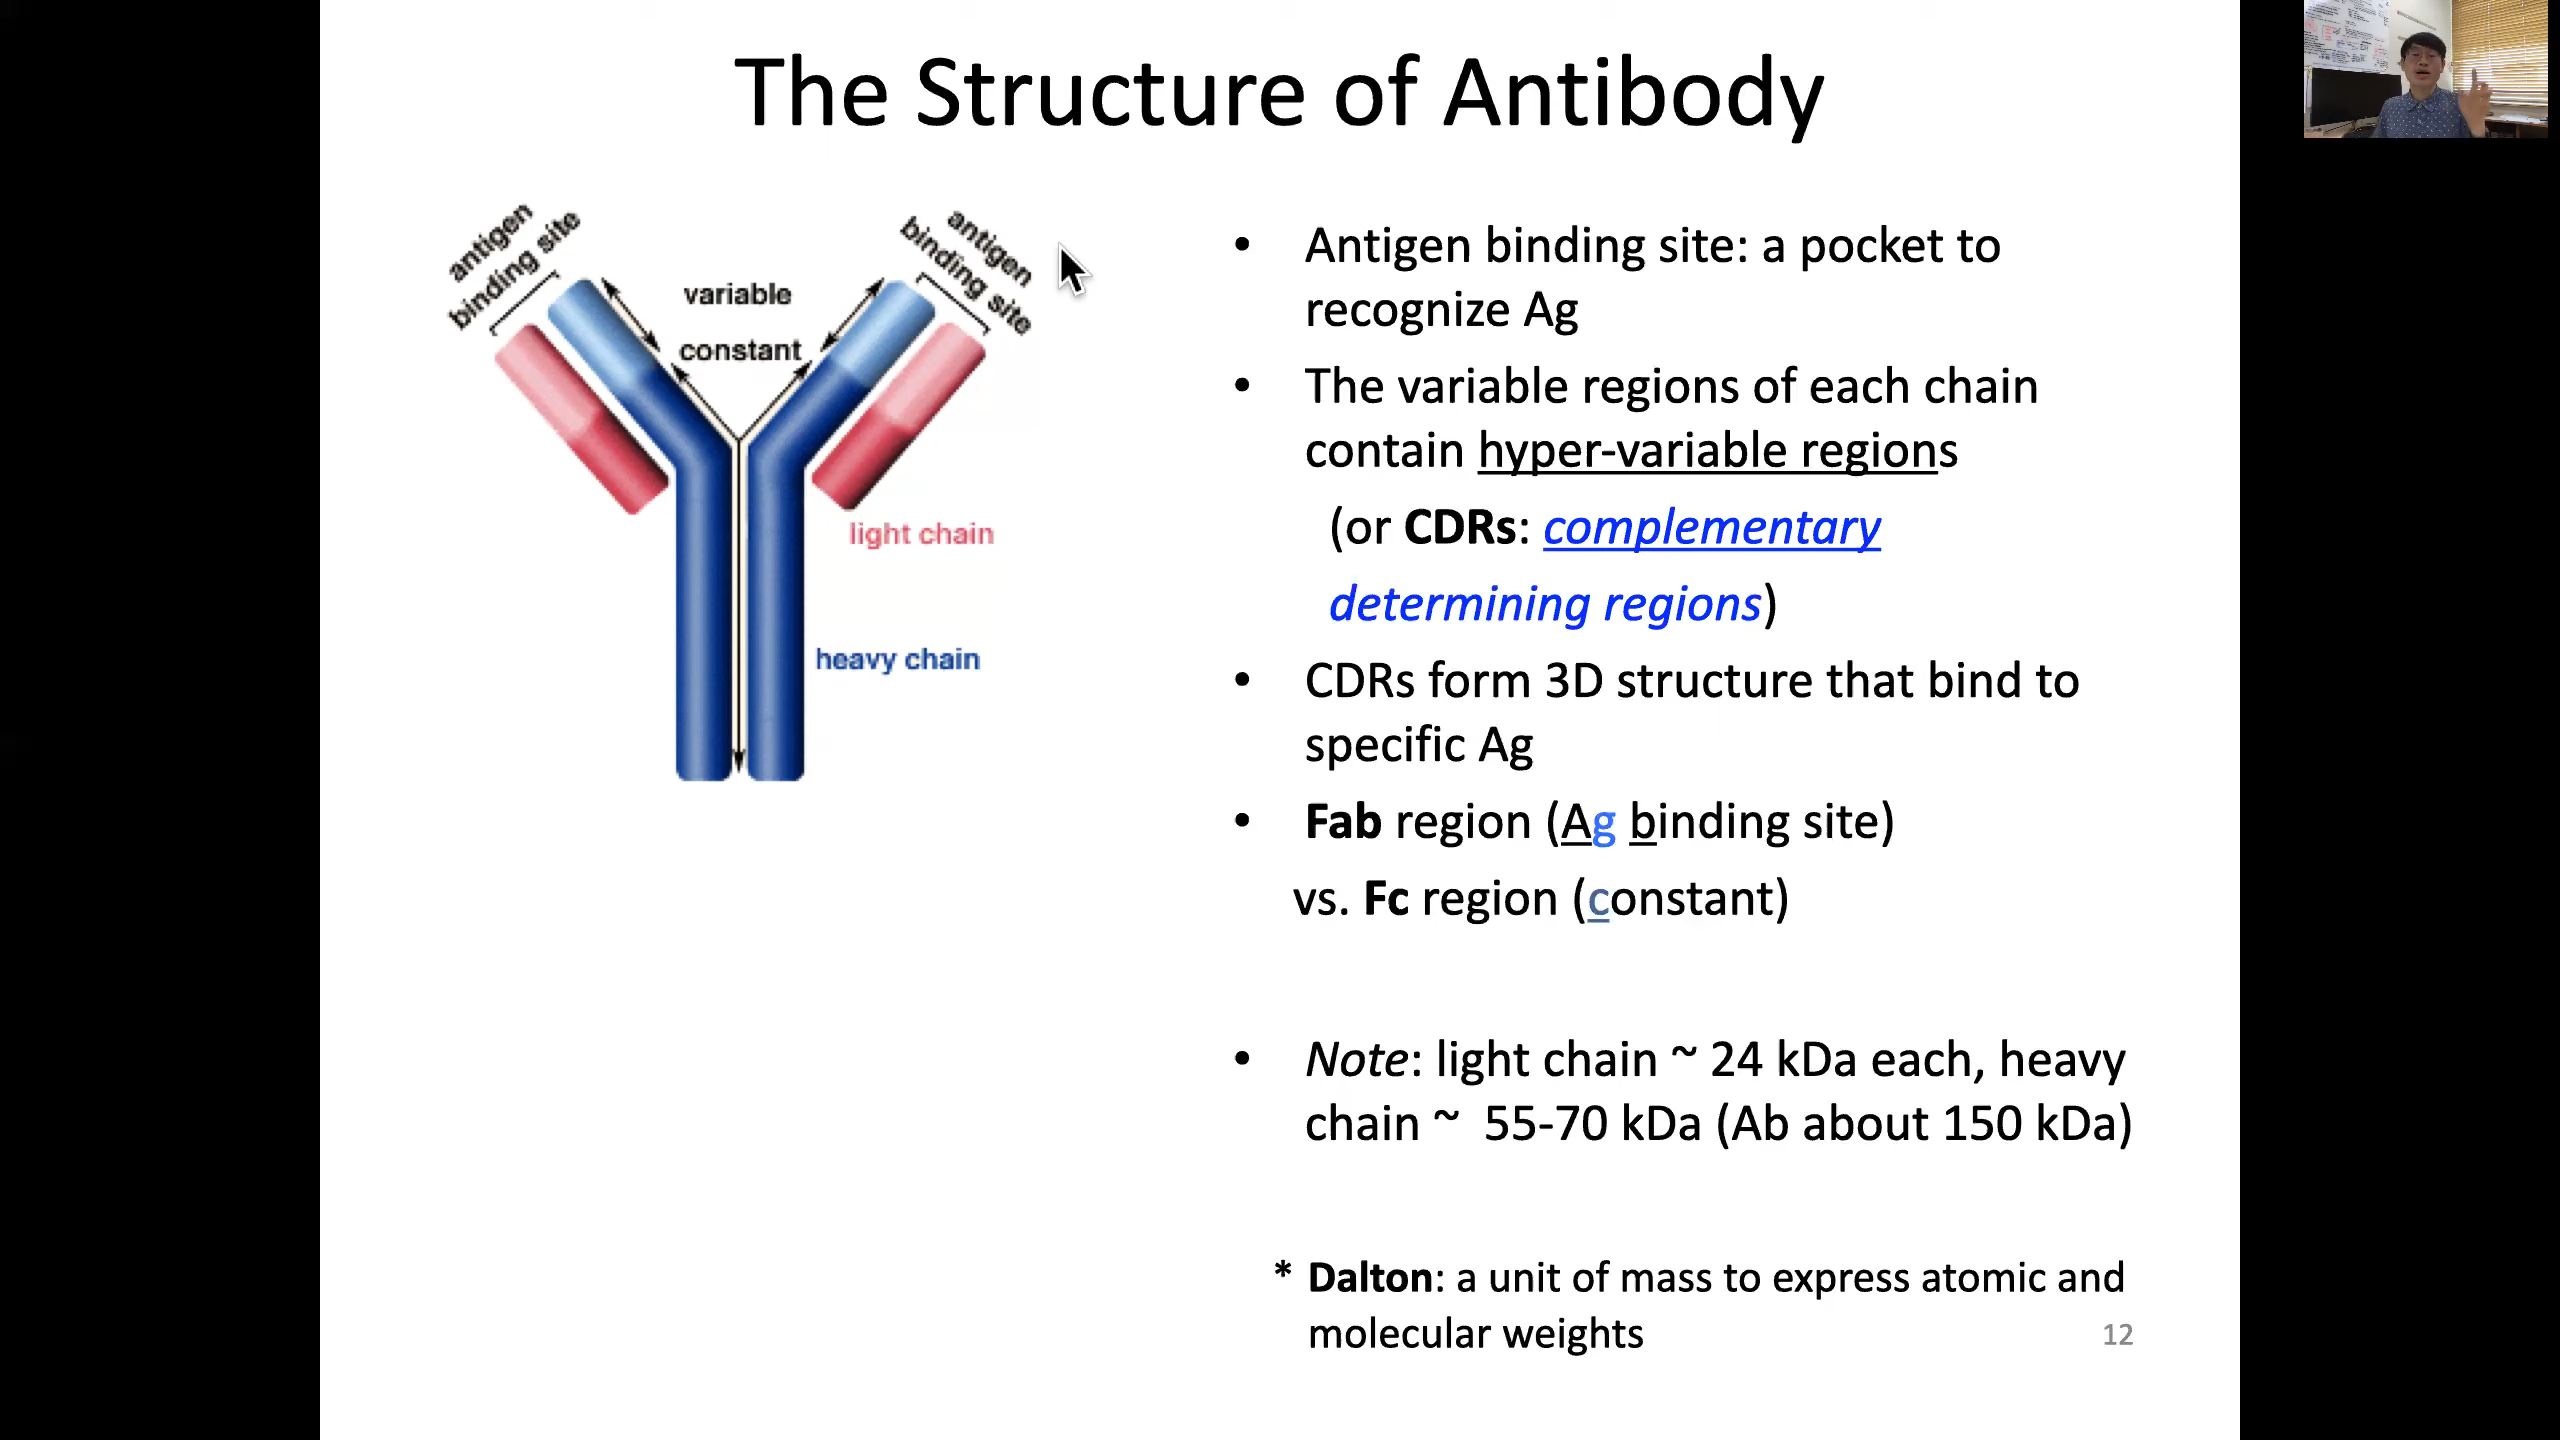 The Structure of Antibody
antigen
binding site
variable
constant
antigen
binding site
light chain
heavy chain
• Antigen binding site: a pocket to
recognize Ag
• The variable regions of each chain
contain hyper-variable regions
(or CDRs: complementary
determining regions)
• CDRs form 3D structure that bind to
specific Ag
• Fab region (Ag binding site)
vs. Fc region (constant)
• Note: light chain ~ 24 kDa each, heavy
chain ~ 55-70 kDa (Ab about 150 kDa)
* Dalton: a unit of mass to express atomic and
molecular weights
12